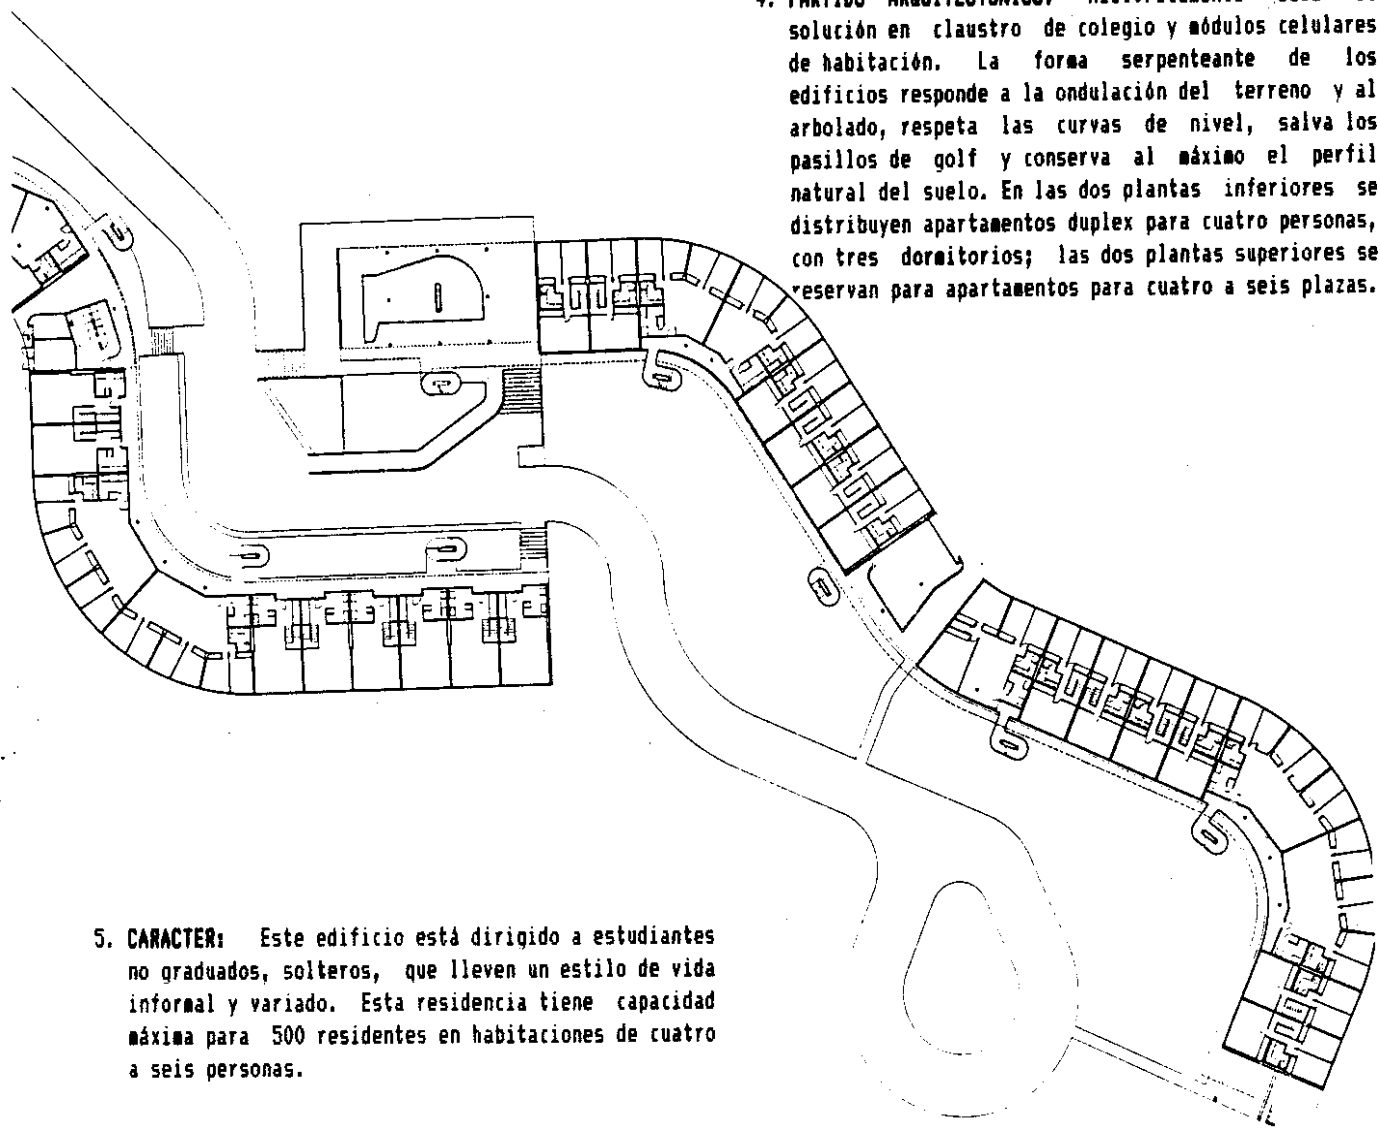 4. PARTIDO ARQUITECTONICO:
solución en claustro de colegio y módulos celulares
de habitación. La forma serpenteante de los
edificios responde a la ondulación del terreno y al
arbolado, respeta las curvas de nivel, salva los
pasillos de golf y conserva al máximo el perfil
natural del suelo. En las dos plantas inferiores se
distribuyen apartamentos duplex para cuatro personas,
con tres dormitorios; las dos plantas superiores se
reservan para apartamentos para cuatro a seis plazas.
5. CARACTER: Este edificio está dirigido a estudiantes
no graduados, solteros, que lleven un estilo de vida
informal y variado. Esta residencia tiene capacidad
máxima para 500 residentes en habitaciones de cuatro
a seis personas.